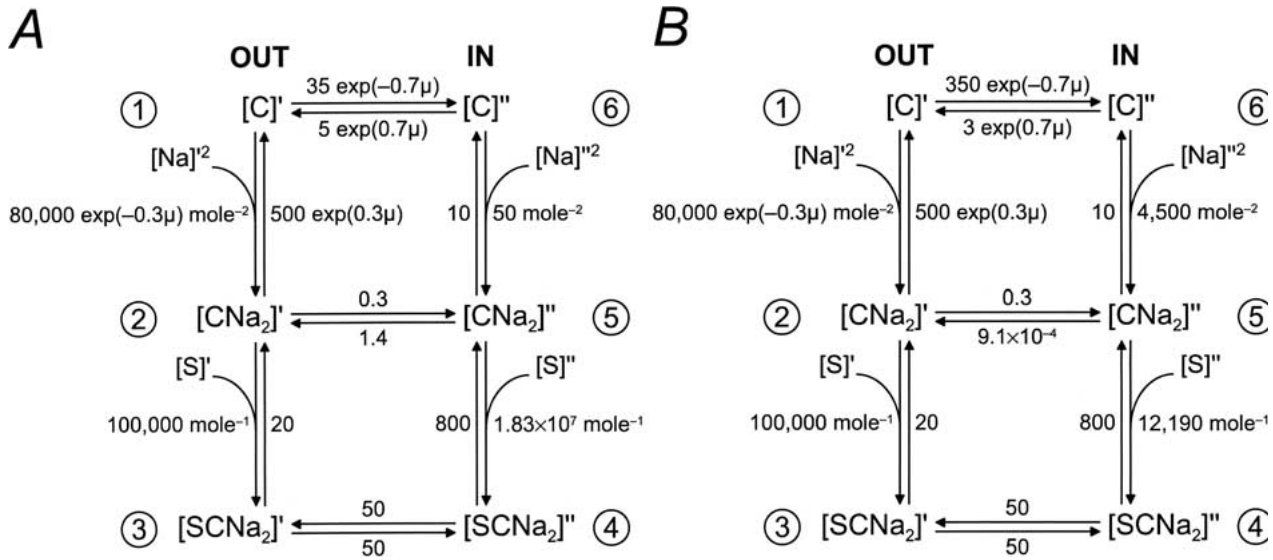 A
OUT IN
35 exp(–0.7μ)
① [C]' [C]'' ⑥
5 exp(0.7μ)
[Na]'² [Na]''²
80,000 exp(–0.3μ) mole⁻² 500 exp(0.3μ) 10 50 mole⁻²
0.3
② [CNa₂]' [CNa₂]'' ⑤
1.4
[S]' [S]''
100,000 mole⁻¹ 20 800 1.83×10⁷ mole⁻¹
50
③ [SCNa₂]' [SCNa₂]'' ④
50
B
OUT IN
350 exp(–0.7μ)
① [C]' [C]'' ⑥
3 exp(0.7μ)
[Na]'² [Na]''²
80,000 exp(–0.3μ) mole⁻² 500 exp(0.3μ) 10 4,500 mole⁻²
0.3
② [CNa₂]' [CNa₂]'' ⑤
9.1×10⁻⁴
[S]' [S]''
100,000 mole⁻¹ 20 800 12,190 mole⁻¹
50
③ [SCNa₂]' [SCNa₂]'' ④
50